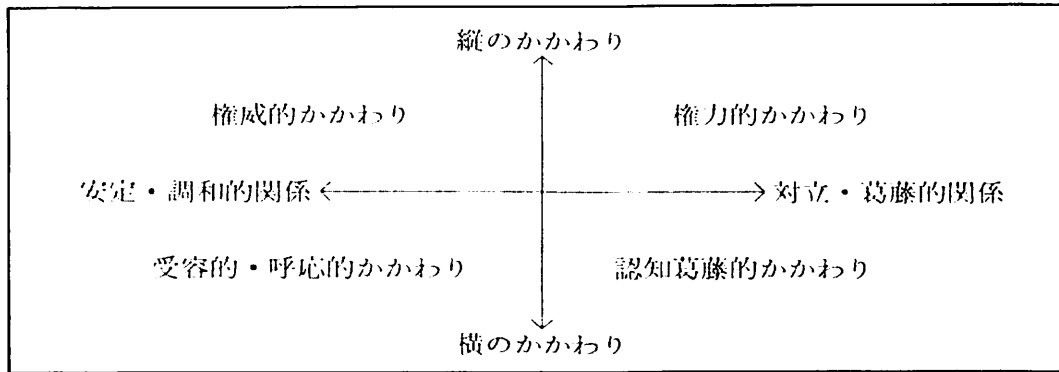 縦のかかわり
権威的かかわり 権力的かかわり
安定・調和的関係 対立・葛藤的関係
受容的・呼応的かかわり 認知葛藤的かかわり
横のかかわり